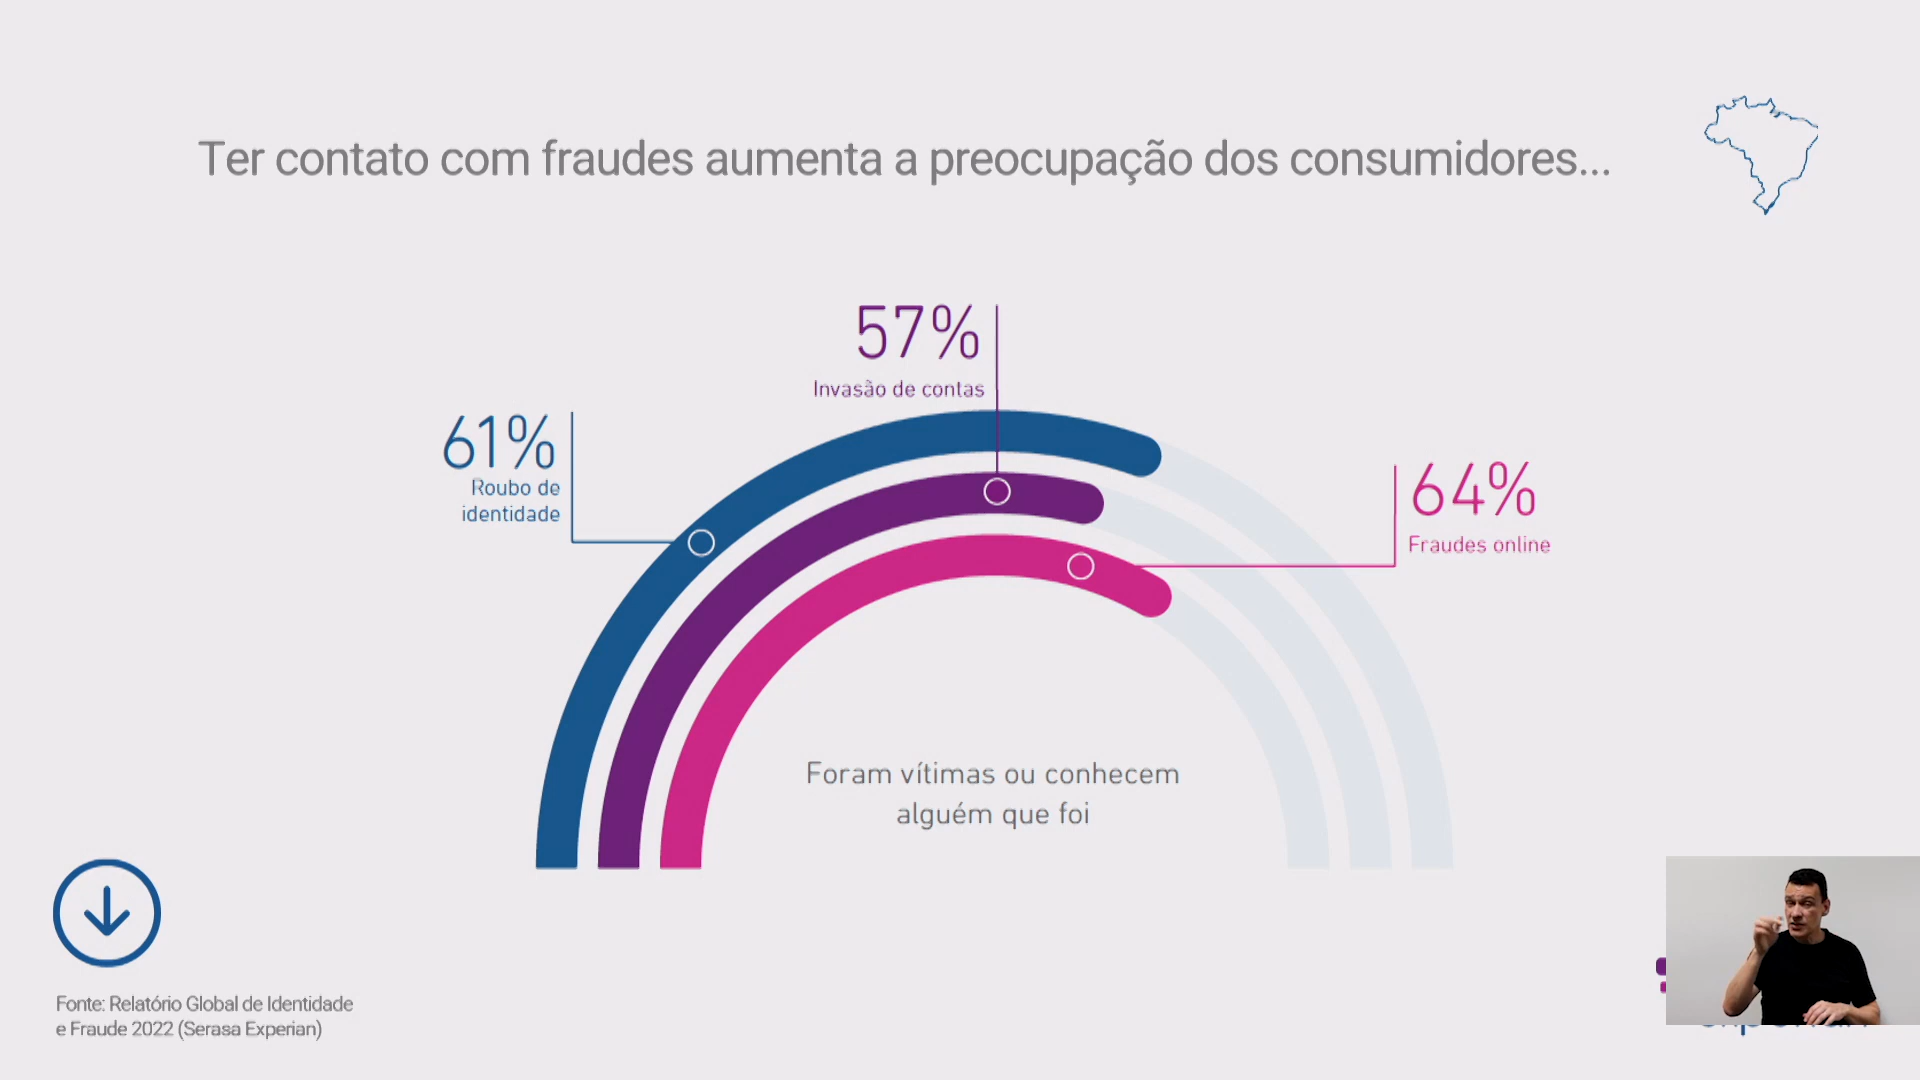 Ter contato com fraudes aumenta a preocupação dos consumidores...
57%
Invasão de contas
61%
Roubo de
identidade
64%
Fraudes online
Foram vítimas ou conhecem
alguém que foi
Fonte: Relatório Global de Identidade
e Fraude 2022 (Serasa Experian)